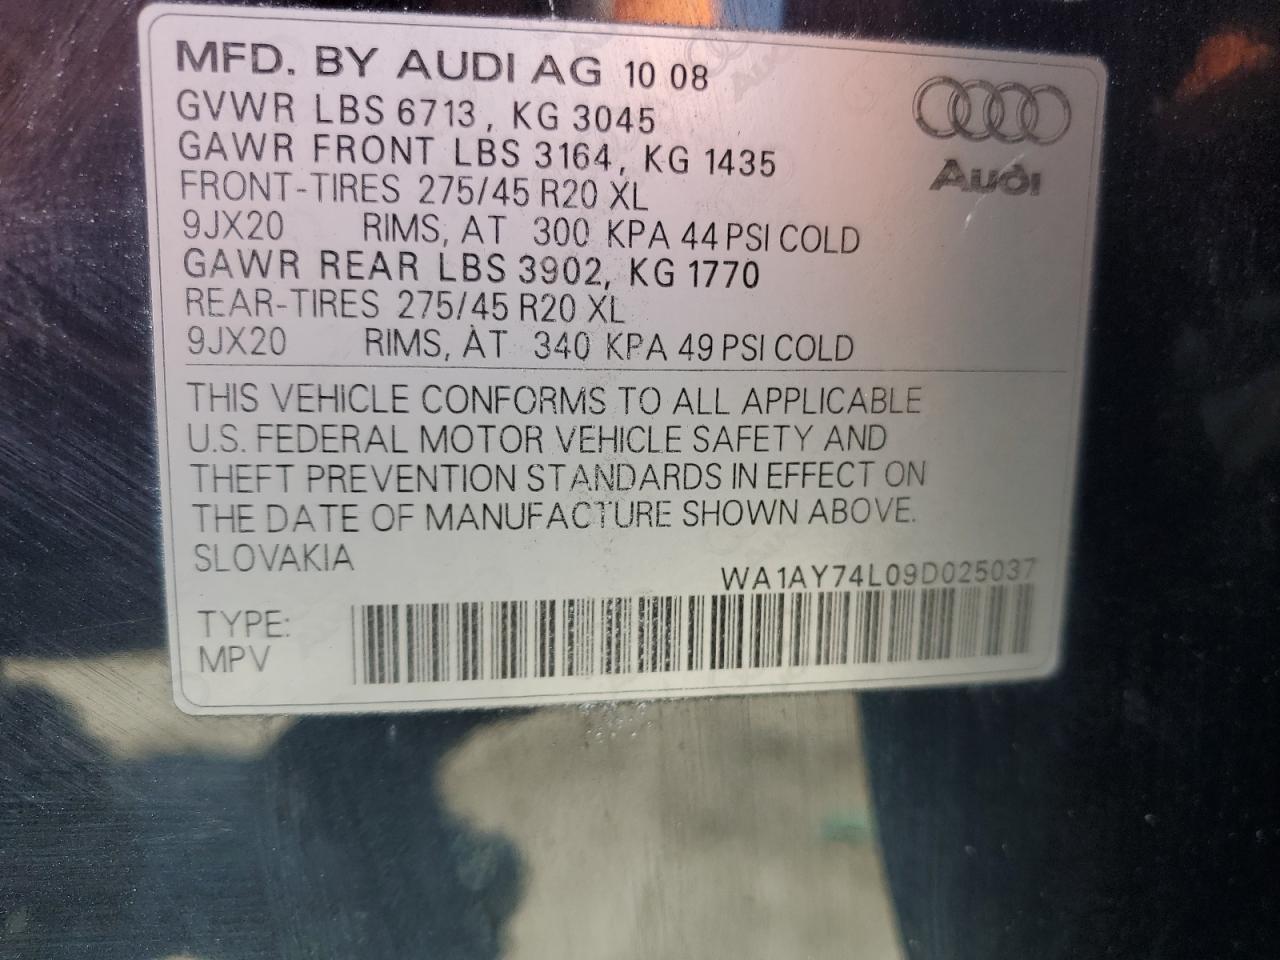 MFD. BY AUDI AG 10 08
GVWR LBS 6713, KG 3045
GAWR FRONT LBS 3164, KG 1435
FRONT-TIRES 275/45 R20 XL
9JX20 RIMS, AT 300 KPA 44 PSI COLD
GAWR REAR LBS 3902, KG 1770
REAR-TIRES 275/45 R20 XL
9JX20 RIMS, AT 340 KPA 49 PSI COLD
Audi
THIS VEHICLE CONFORMS TO ALL APPLICABLE
U.S. FEDERAL MOTOR VEHICLE SAFETY AND
THEFT PREVENTION STANDARDS IN EFFECT ON
THE DATE OF MANUFACTURE SHOWN ABOVE.
SLOVAKIA
WA1AY74L09D025037
TYPE:
MPV